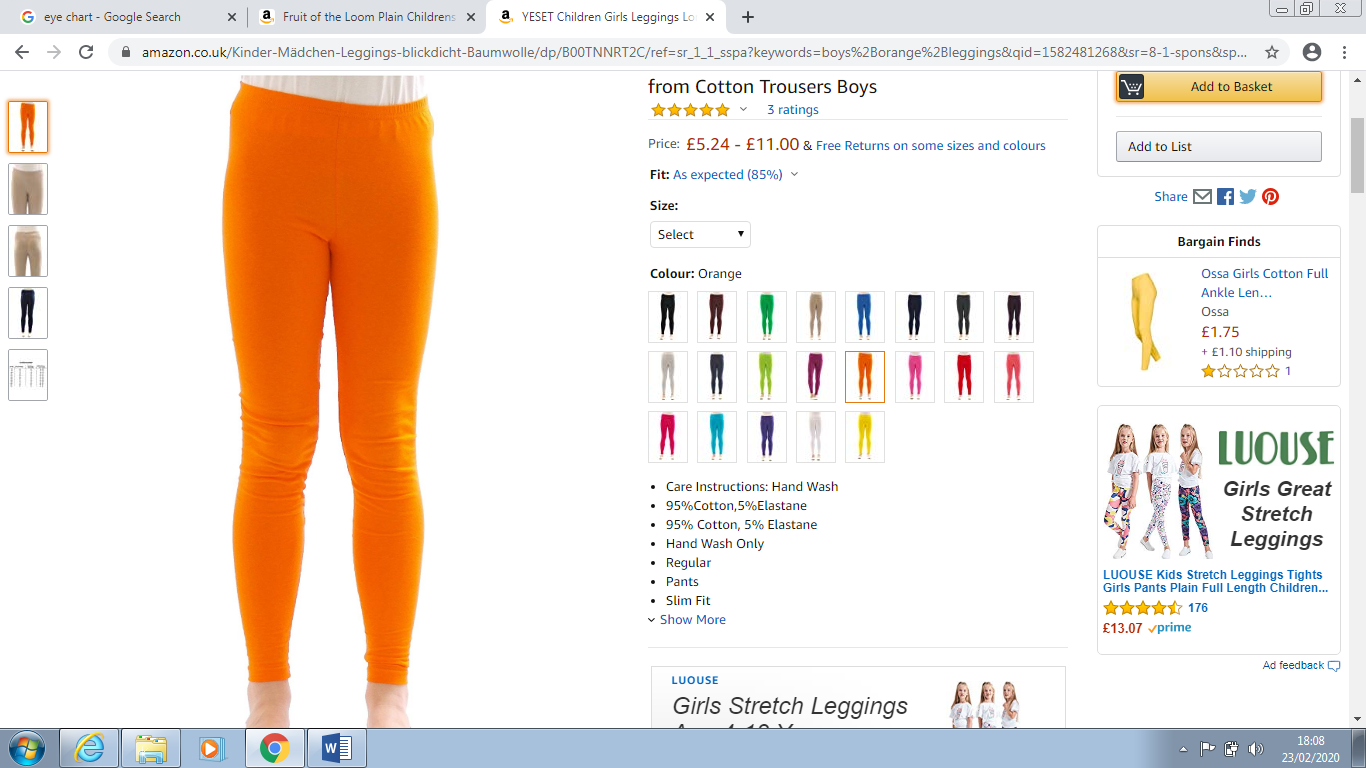 eye chart - Google Search
Fruit of the Loom Plain Childrens
YESET Children Girls Leggings Lo
amazon.co.uk/Kinder-Mädchen-Leggings-blickdicht-Baumwolle/dp/B00TNNRT2C/ref=sr_1_1_sspa?keywords=boys%2Borange%2Bleggings&qid=1582481268&sr=8-1-spons&sp...
from Cotton Trousers Boys
3 ratings
Price: £5.24 - £11.00 & Free Returns on some sizes and colours
Fit: As expected (85%)
Size:
Select
Colour: Orange
• Care Instructions: Hand Wash
• 95%Cotton,5%Elastane
• 95% Cotton, 5% Elastane
• Hand Wash Only
• Regular
• Pants
• Slim Fit
Show More
LUOUSE
Girls Stretch Leggings
Add to Basket
Add to List
Share
Bargain Finds
Ossa Girls Cotton Full
Ankle Len…
Ossa
£1.75
+ £1.10 shipping
1
LUOUSE
Girls Great
Stretch
Leggings
LUOUSE Kids Stretch Leggings Tights
Girls Pants Plain Full Length Children...
176
£13.07 prime
Ad feedback
18:08
23/02/2020